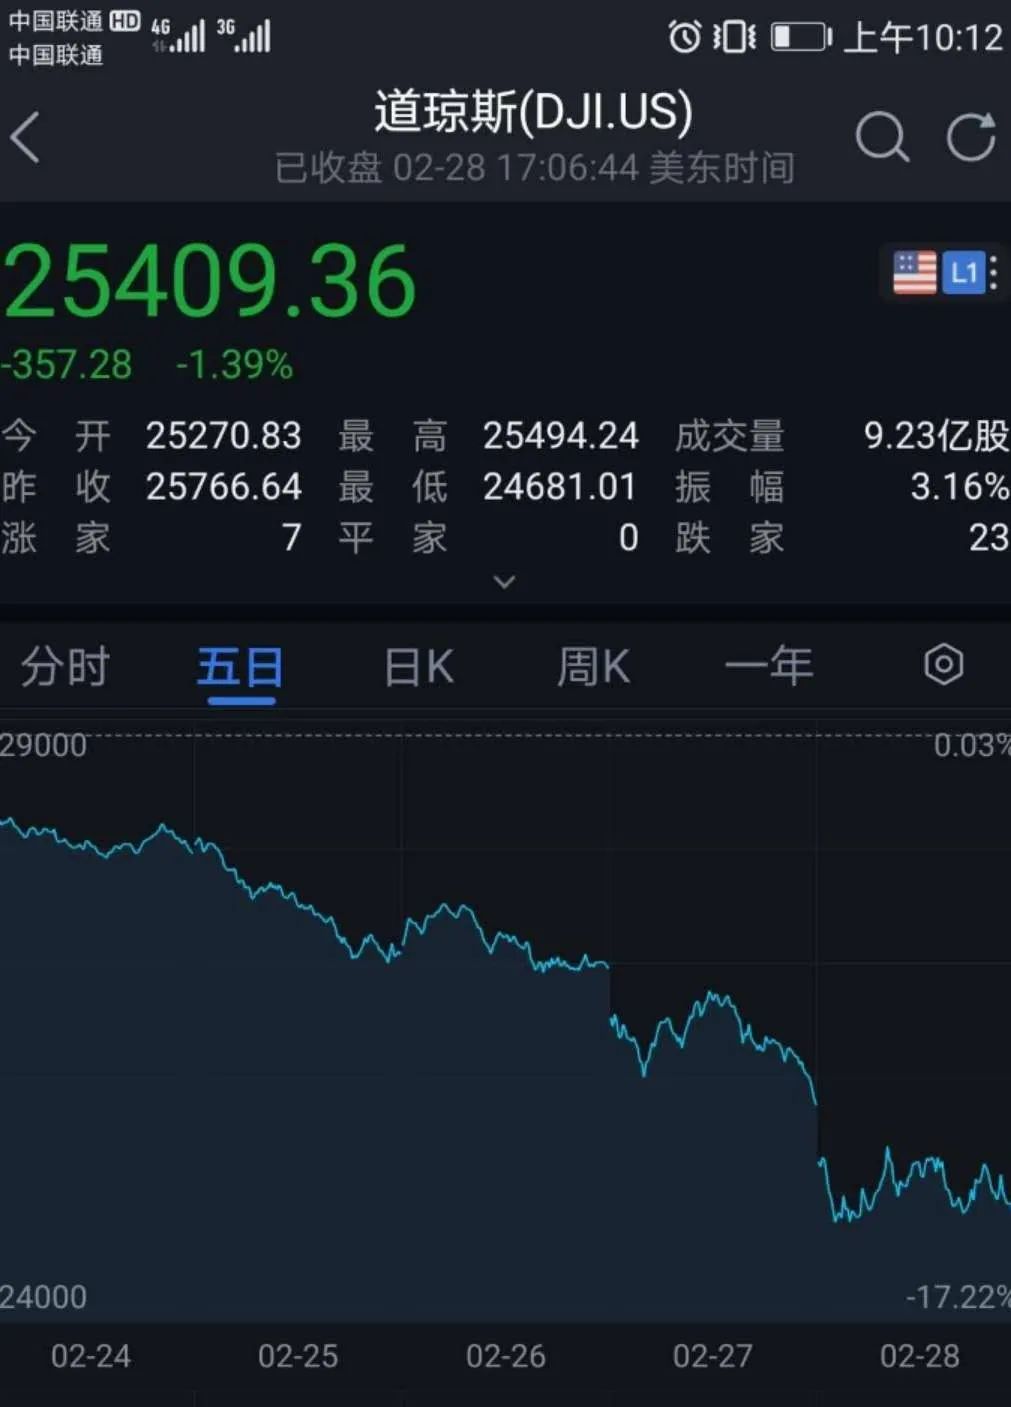 中国联通 HD 4G 3G 上午10:12
中国联通
道琼斯(DJI.US)
已收盘 02-28 17:06:44 美东时间
25409.36
L1
-357.28 -1.39%
今开 25270.83 最高 25494.24 成交量 9.23亿股
昨收 25766.64 最低 24681.01 振幅 3.16%
涨家 7 平家 0 跌家 23
分时 五日 日K 周K 一年
29000 0.03%
24000 -17.22%
02-24 02-25 02-26 02-27 02-28